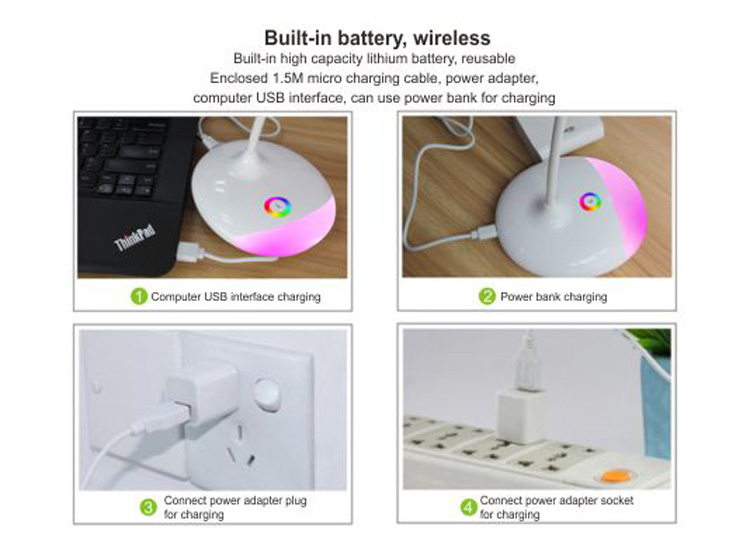 Built-in battery, wireless
Built-in high capacity lithium battery, reusable
Enclosed 1.5M micro charging cable, power adapter,
computer USB interface, can use power bank for charging
ThinkPad
1 Computer USB interface charging
2 Power bank charging
3 Connect power adapter plug
for charging
4 Connect power adapter socket
for charging